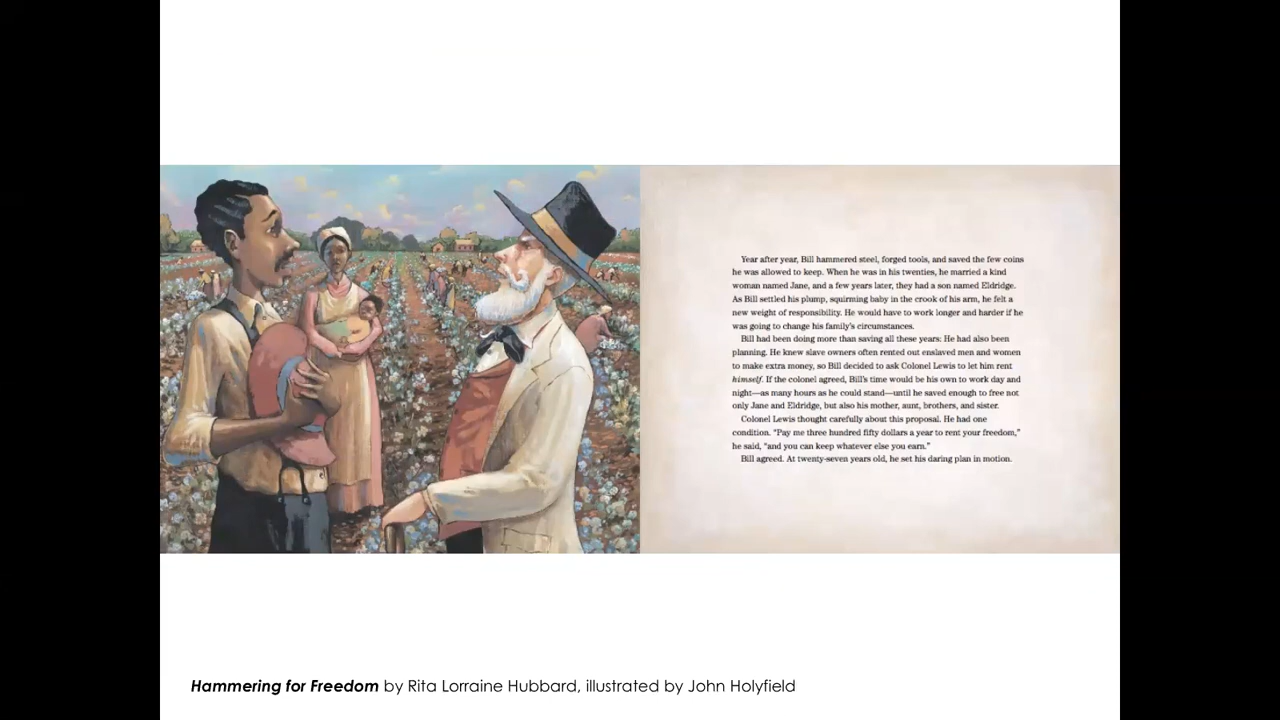 Year after year, Bill hammered steel, forged tools, and saved the few coins
he was allowed to keep. When he was in his twenties, he married a kind
woman named Jane, and a few years later, they had a son named Eldridge.
As Bill settled his plump, squirming baby in the crook of his arm, he felt a
new weight of responsibility. He would have to work longer and harder if he
was going to change his family's circumstances.
Bill had been doing more than saving all these years: He had also been
planning. He knew slave owners often rented out enslaved men and women
to make extra money, so Bill decided to ask Colonel Lewis to let him rent
himself. If the colonel agreed, Bill's time would be his own to work day and
night—as many hours as he could stand—until he saved enough to free not
only Jane and Eldridge, but also his mother, aunt, brothers, and sister.
Colonel Lewis thought carefully about this proposal. He had one
condition. "Pay me three hundred fifty dollars a year to rent your freedom,"
he said, "and you can keep whatever else you earn."
Bill agreed. At twenty-seven years old, he set his daring plan in motion.
Hammering for Freedom by Rita Lorraine Hubbard, illustrated by John Holyfield